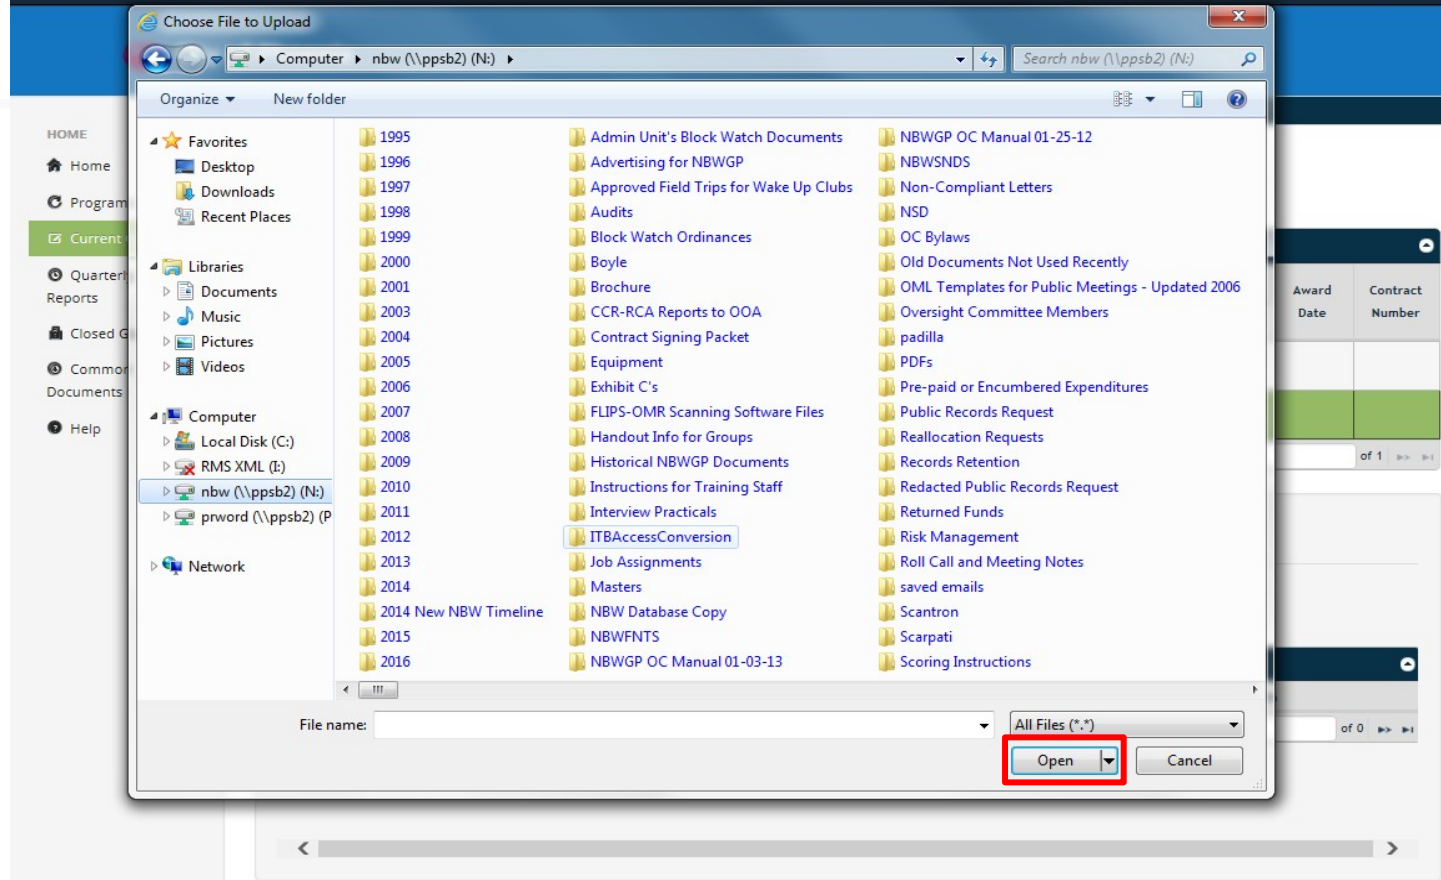 Choose File to Upload
Computer nbw (\\ppsb2) (N:)
Search nbw (\\ppsb2) (N:)
Organize
New folder
HOME
Home
Program
Current
Quarterl
Reports
Closed G
Common
Documents
Help
Favorites
Desktop
Downloads
Recent Places
Libraries
Documents
Music
Pictures
Videos
Computer
Local Disk (C:)
RMS XML (I:)
nbw (\\ppsb2) (N:)
prword (\\ppsb2) (P
Network
1995
1996
1997
1998
1999
2000
2001
2003
2004
2005
2006
2007
2008
2009
2010
2011
2012
2013
2014
2014 New NBW Timeline
2015
2016
Admin Unit's Block Watch Documents
Advertising for NBWGP
Approved Field Trips for Wake Up Clubs
Audits
Block Watch Ordinances
Boyle
Brochure
CCR-RCA Reports to OOA
Contract Signing Packet
Equipment
Exhibit C's
FLIPS-OMR Scanning Software Files
Handout Info for Groups
Historical NBWGP Documents
Instructions for Training Staff
Interview Practicals
ITBAccessConversion
Job Assignments
Masters
NBW Database Copy
NBWFNTS
NBWGP OC Manual 01-03-13
NBWGP OC Manual 01-25-12
NBWSNDS
Non-Compliant Letters
NSD
OC Bylaws
Old Documents Not Used Recently
OML Templates for Public Meetings - Updated 2006
Oversight Committee Members
padilla
PDFs
Pre-paid or Encumbered Expenditures
Public Records Request
Reallocation Requests
Records Retention
Redacted Public Records Request
Returned Funds
Risk Management
Roll Call and Meeting Notes
saved emails
Scantron
Scarpati
Scoring Instructions
Award
Date
Contract
Number
of 1
of 0
File name:
All Files (*.*)
Open
Cancel